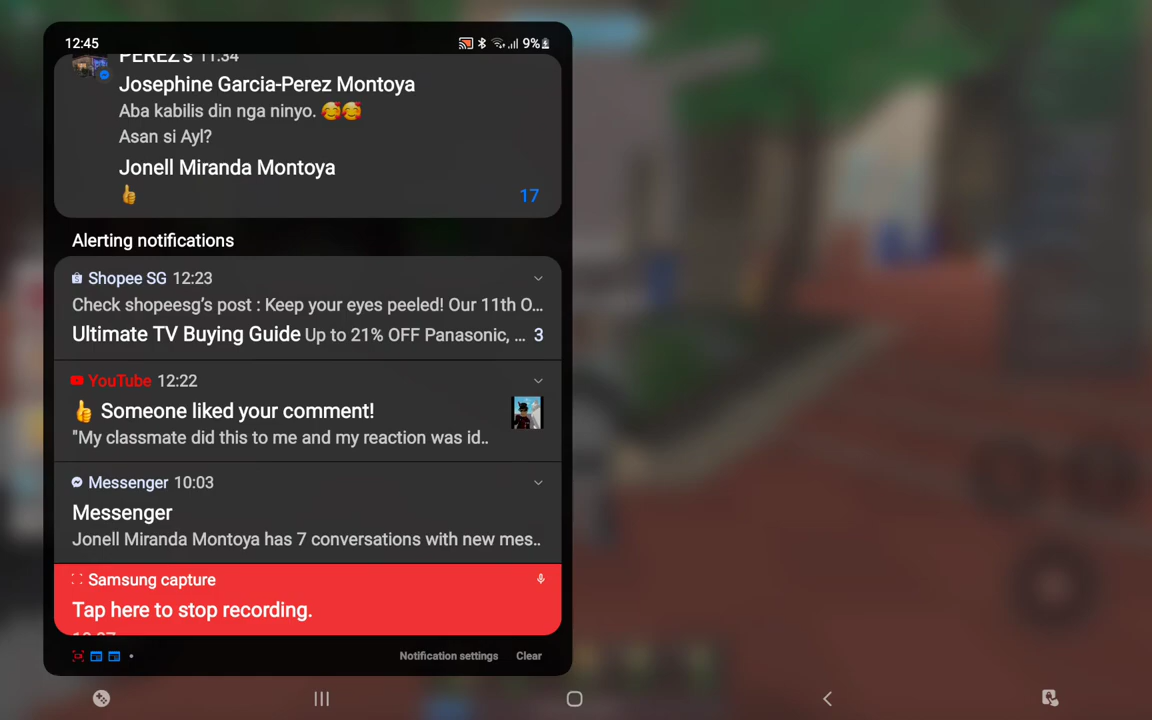 12:45
9%
PEREZ's 11:34
Josephine Garcia-Perez Montoya
Aba kabilis din nga ninyo. 🥰🥰
Asan si Ayl?
Jonell Miranda Montoya
👍
17
Alerting notifications
Shopee SG 12:23
Check shopeesg’s post : Keep your eyes peeled! Our 11th O...
Ultimate TV Buying Guide Up to 21% OFF Panasonic, ... 3
YouTube 12:22
👍 Someone liked your comment!
"My classmate did this to me and my reaction was id..
Messenger 10:03
Messenger
Jonell Miranda Montoya has 7 conversations with new mes..
Samsung capture
Tap here to stop recording.
Notification settings Clear